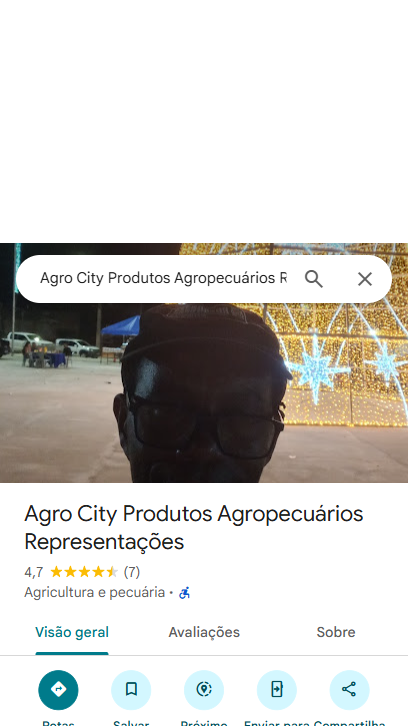 Agro City Produtos Agropecuários R
Agro City Produtos Agropecuários
Representações
4,7 (7)
Agricultura e pecuária ·
Visão geral Avaliações Sobre
Rotas Salvar Próximo Enviar para Compartilha